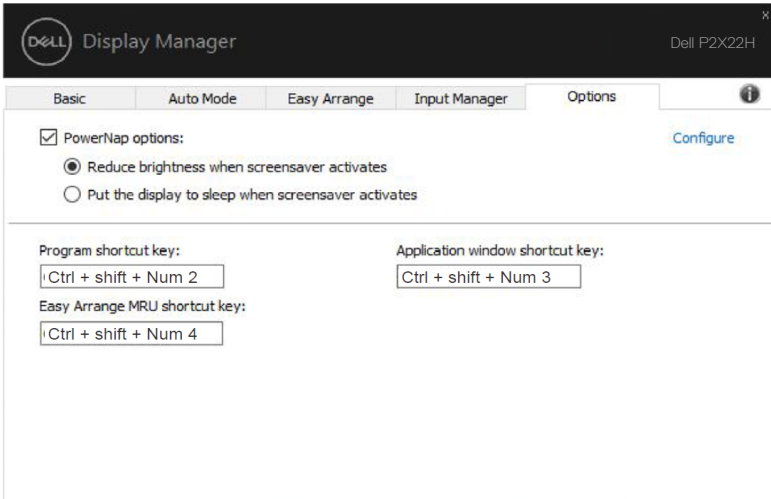 X
DELL Display Manager
Dell P2X22H
Basic Auto Mode Easy Arrange Input Manager Options
PowerNap options: Configure
Reduce brightness when screensaver activates
Put the display to sleep when screensaver activates
Program shortcut key: Application window shortcut key:
Ctrl + shift + Num 2 Ctrl + shift + Num 3
Easy Arrange MRU shortcut key:
Ctrl + shift + Num 4